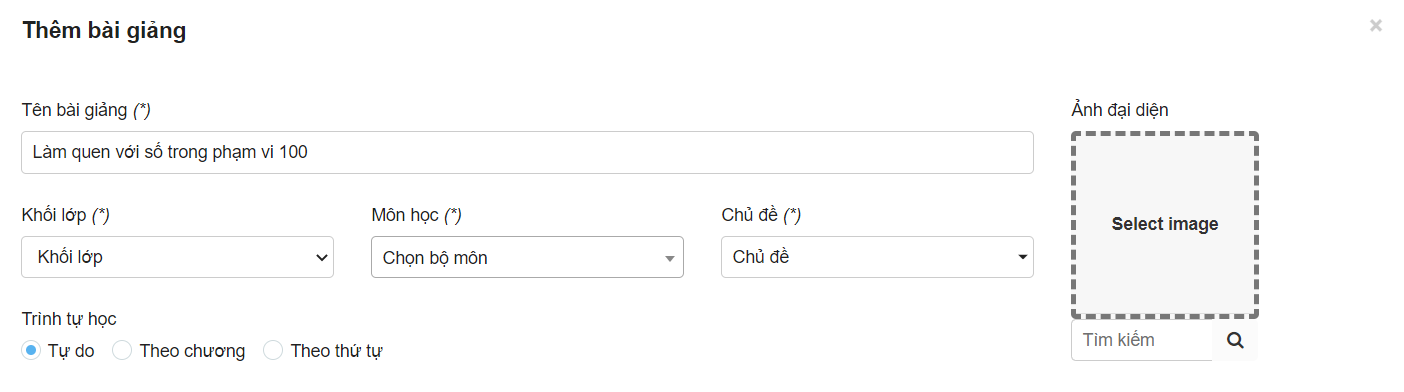 Thêm bài giảng
×
Tên bài giảng (*)
Làm quen với số trong phạm vi 100
Khối lớp (*) Môn học (*) Chủ đề (*)
Khối lớp Chọn bộ môn Chủ đề
Trình tự học
Tự do Theo chương Theo thứ tự
Ảnh đại diện
Select image
Tìm kiếm